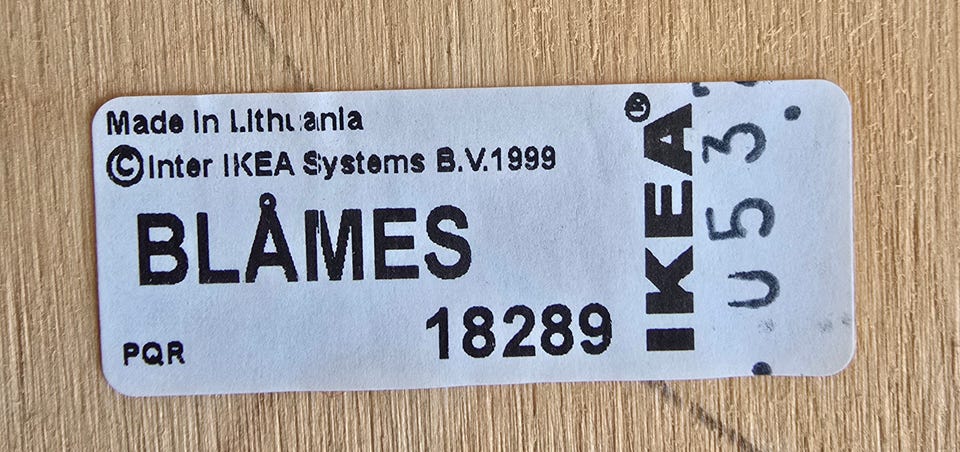 Made in Lithuania
© Inter IKEA Systems B.V.1999
BLÅMES
18289
PQR
IKEA®
U53